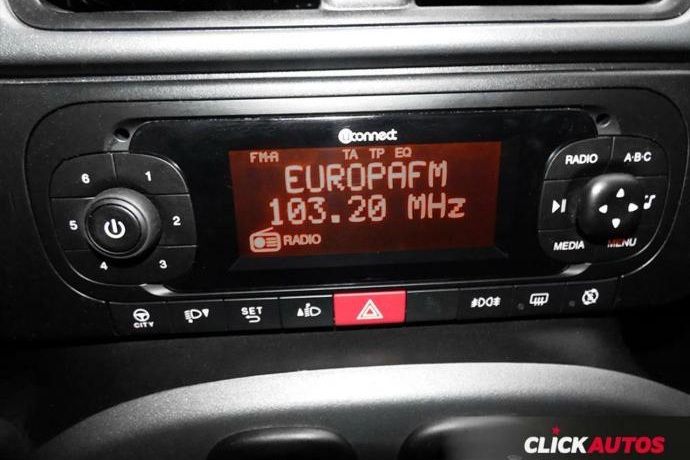 uconnect
FM-A TA TP EQ
EUROPAFM
103.20 MHz
RADIO
6 1
5 2
4 3
RADIO A·B·C
MEDIA MENU
CITY
SET
CLICKAUTOS